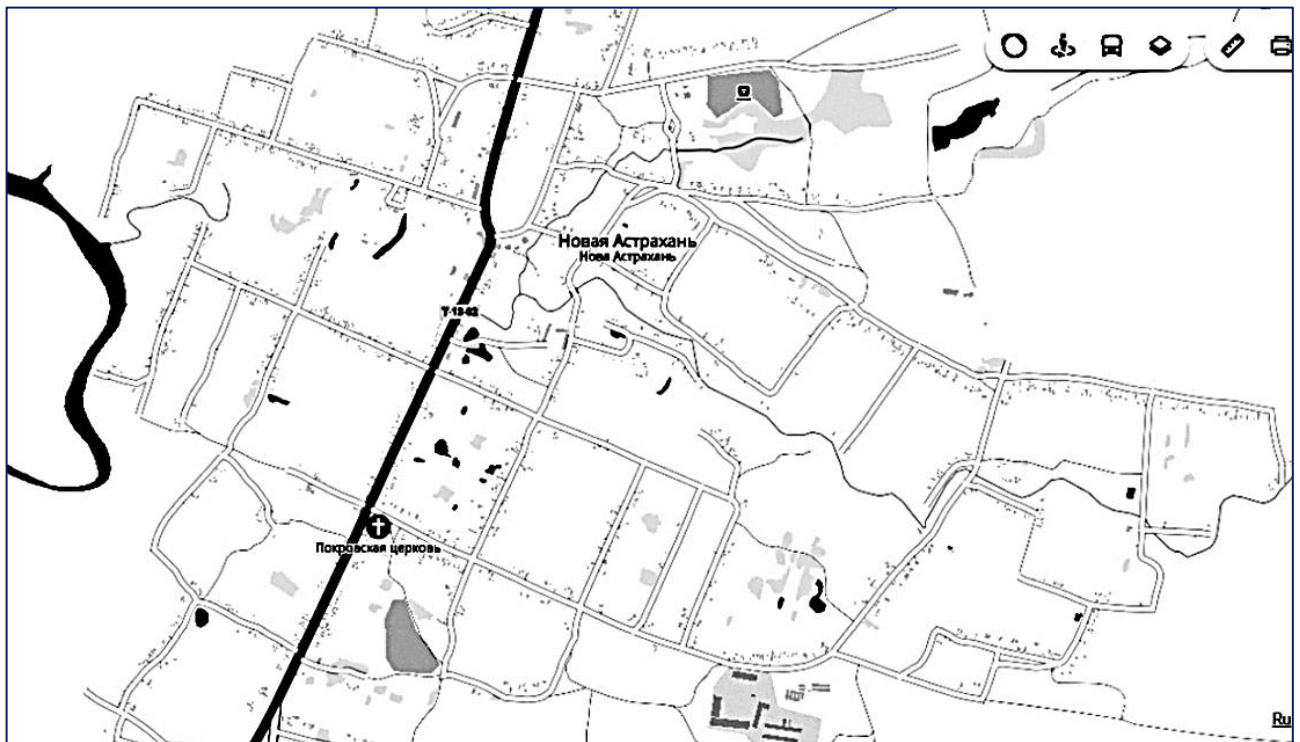 Новая Астрахань
Нова Астрахань
Т-13-02
Покровская церковь
Ru